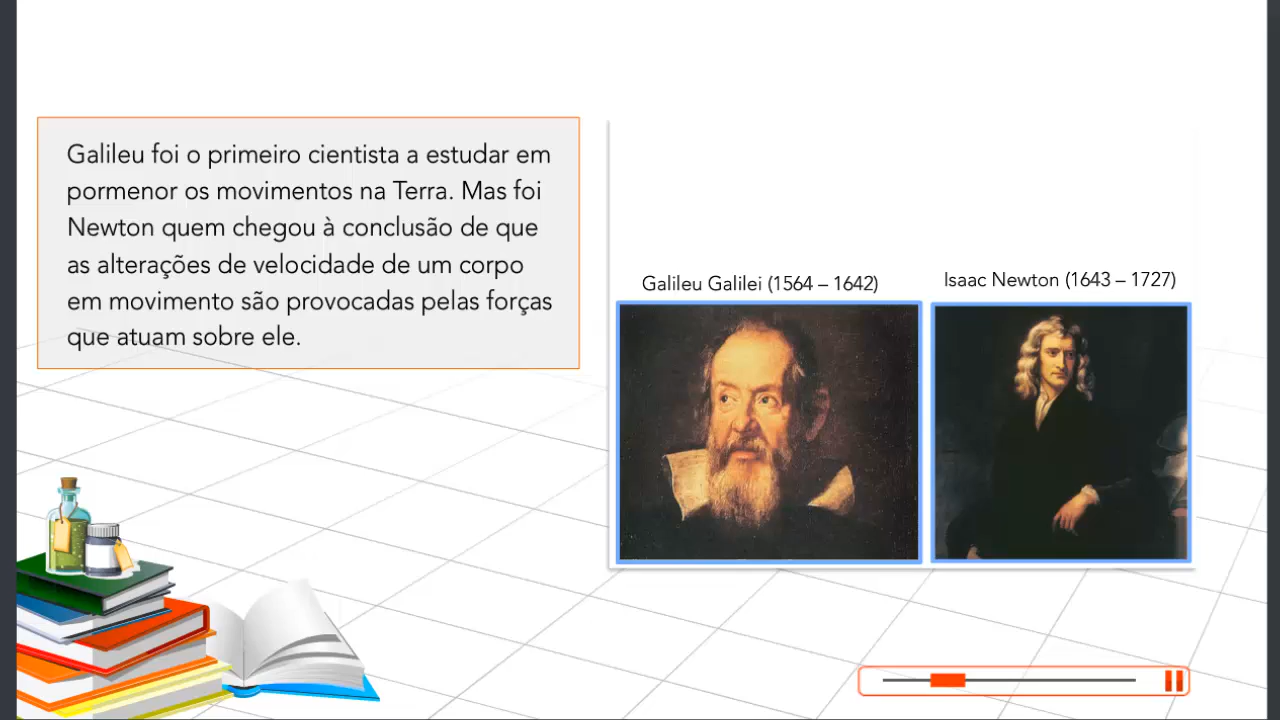 Galileu foi o primeiro cientista a estudar em
pormenor os movimentos na Terra. Mas foi
Newton quem chegou à conclusão de que
as alterações de velocidade de um corpo
em movimento são provocadas pelas forças
que atuam sobre ele.
Galileu Galilei (1564 – 1642)
Isaac Newton (1643 – 1727)